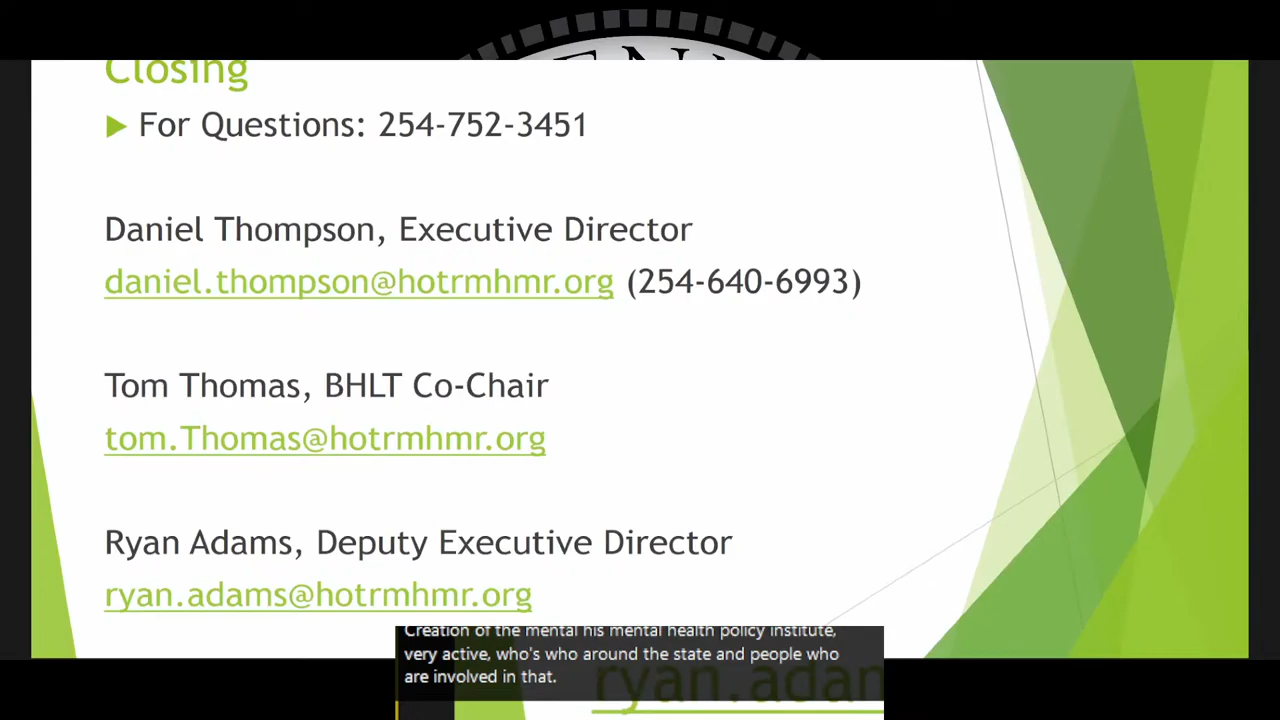 Closing
For Questions: 254-752-3451
Daniel Thompson, Executive Director
daniel.thompson@hotrmhmr.org (254-640-6993)
Tom Thomas, BHLT Co-Chair
tom.Thomas@hotrmhmr.org
Ryan Adams, Deputy Executive Director
ryan.adams@hotrmhmr.org
Creation of the mental his mental health policy institute,
very active, who's who around the state and people who
are involved in that.
ryan.adam